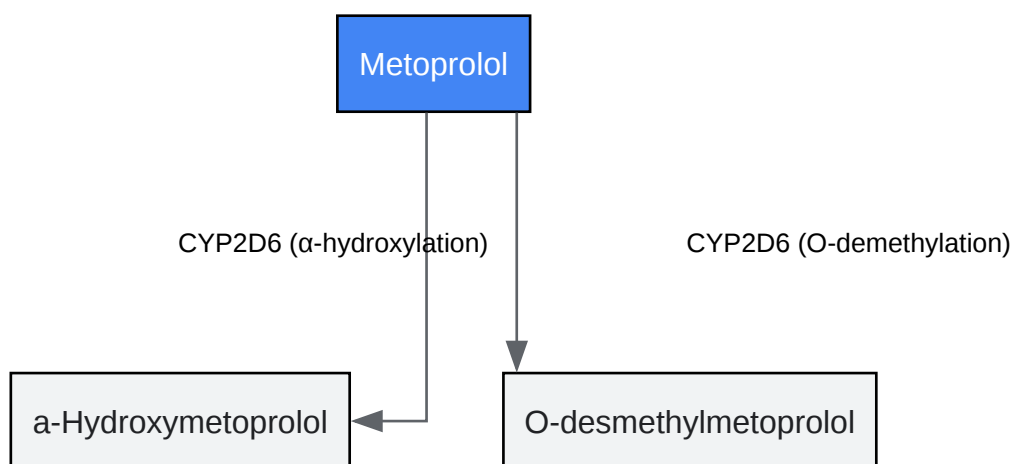 Metoprolol
CYP2D6 (α-hydroxylation)
CYP2D6 (O-demethylation)
a-Hydroxymetoprolol
O-desmethylmetoprolol